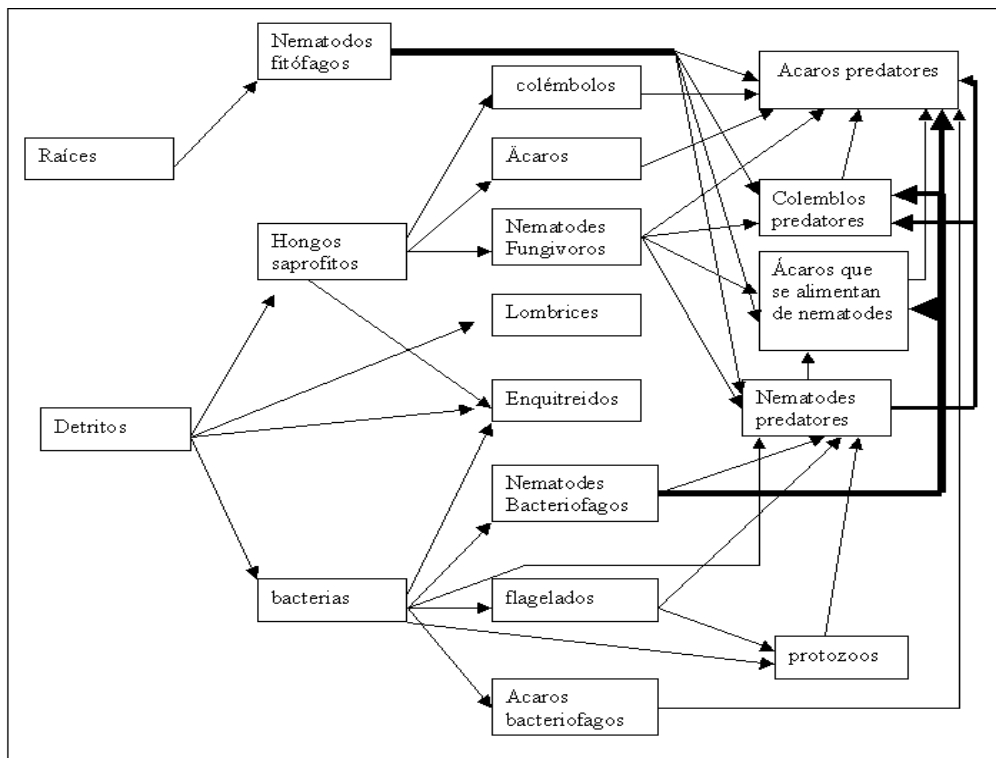 Nematodos
fitófagos
Acaros predatores
colémbolos
Raíces
Äcaros
Colemblos
predatores
Hongos
saprofitos
Nematodes
Fungivoros
Ácaros que
se alimentan
de nematodes
Lombrices
Detritos
Enquitreidos
Nematodes
predatores
Nematodes
Bacteriofagos
bacterias
flagelados
protozoos
Acaros
bacteriofagos